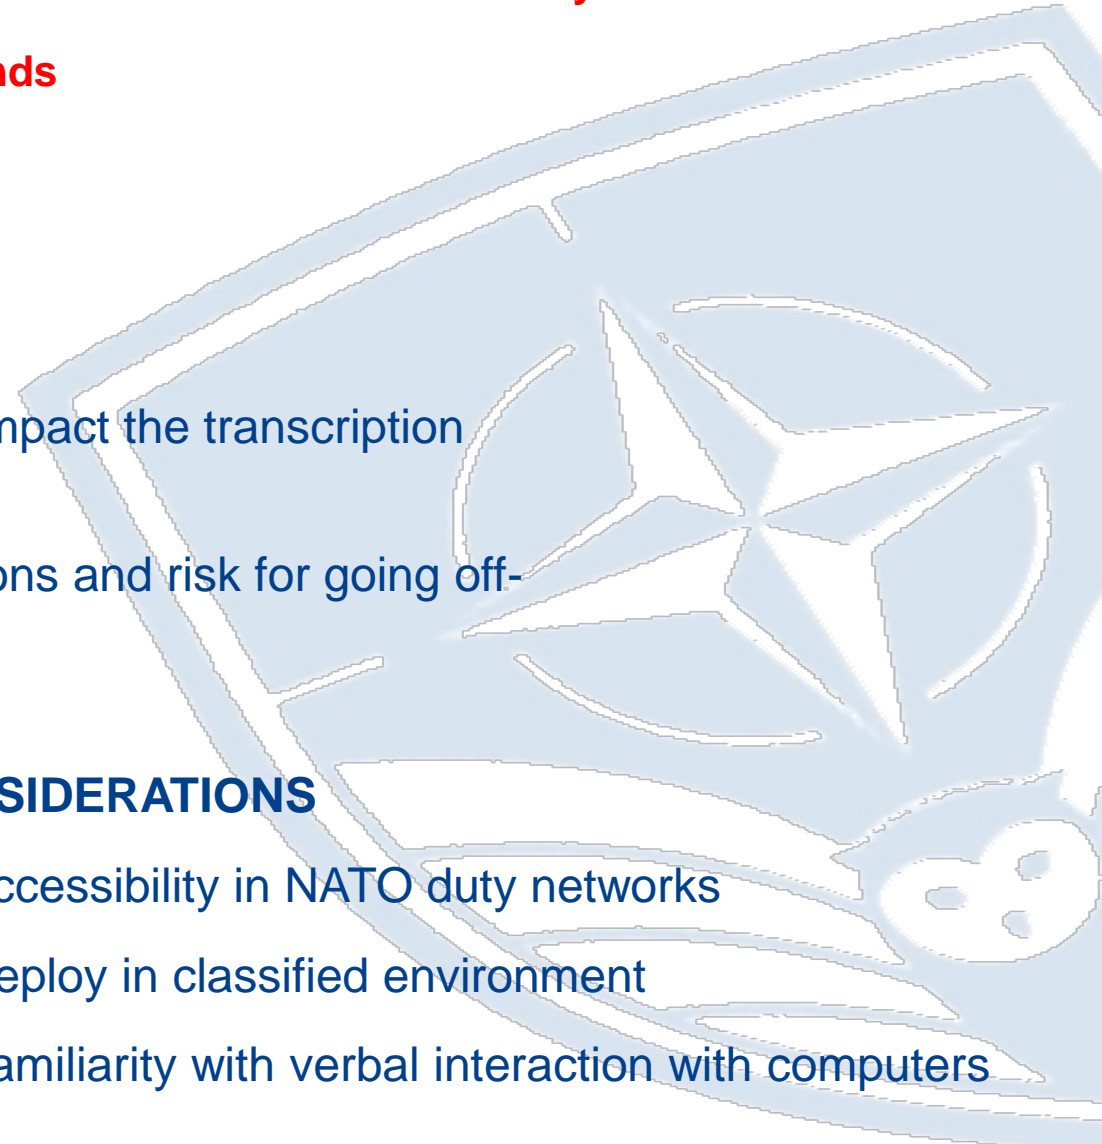 nds
mpact the transcription
ons and risk for going off-
SIDERATIONS
ccessibility in NATO duty networks
eploy in classified environment
amiliarity with verbal interaction with computers